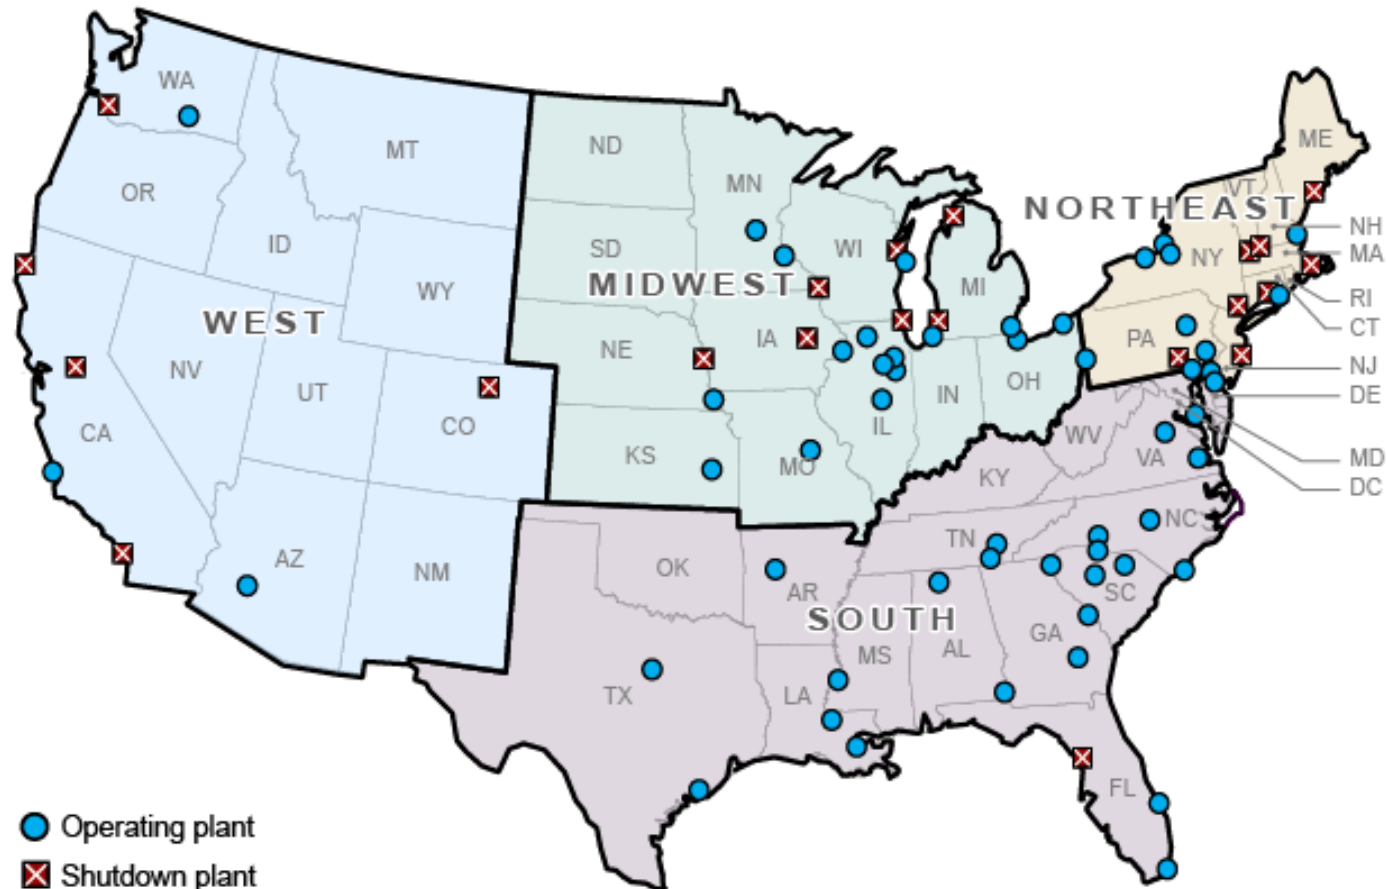 WA
ME
MT
ND
OR
MN
VT
NORTHEAST
NH
ID
SD
WI
NY
MA
MIDWEST
WY
MI
RI
WEST
CT
NE
IA
PA
NV
NJ
UT
OH
DE
IN
CA
CO
IL
WV
KS
MO
VA
MD
KY
DC
NC
TN
AZ
NM
OK
AR
SC
SOUTH
GA
MS
AL
TX
LA
FL
Operating plant
Shutdown plant